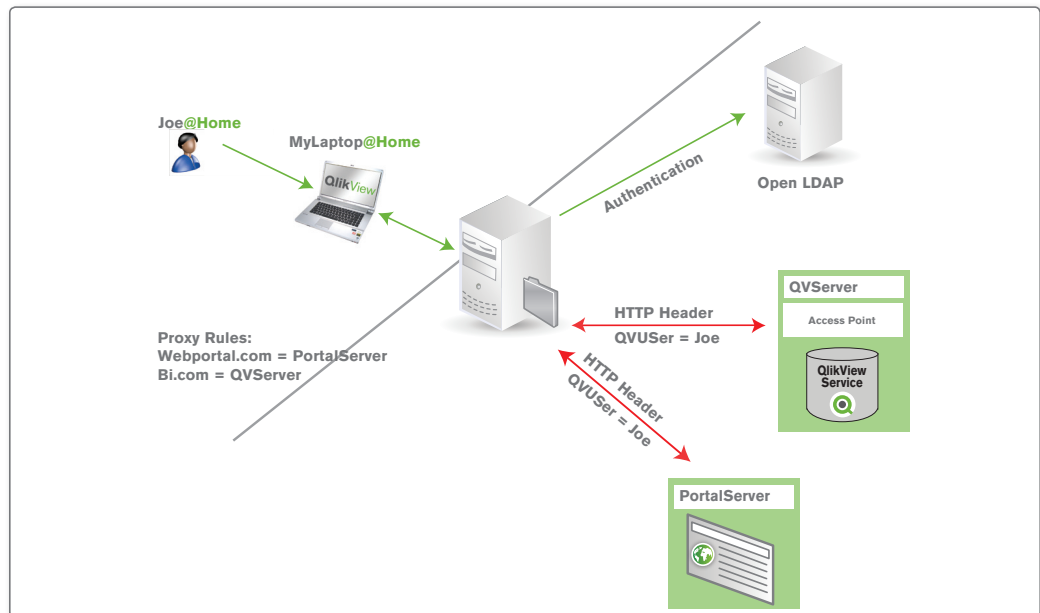 Joe@Home
MyLaptop@Home
QlikView
Authentication
Open LDAP
Proxy Rules:
Webportal.com = PortalServer
Bi.com = QVServer
HTTP Header
QVUSer = Joe
QVServer
Access Point
QlikView
Service
HTTP Header
QVUSer = Joe
PortalServer